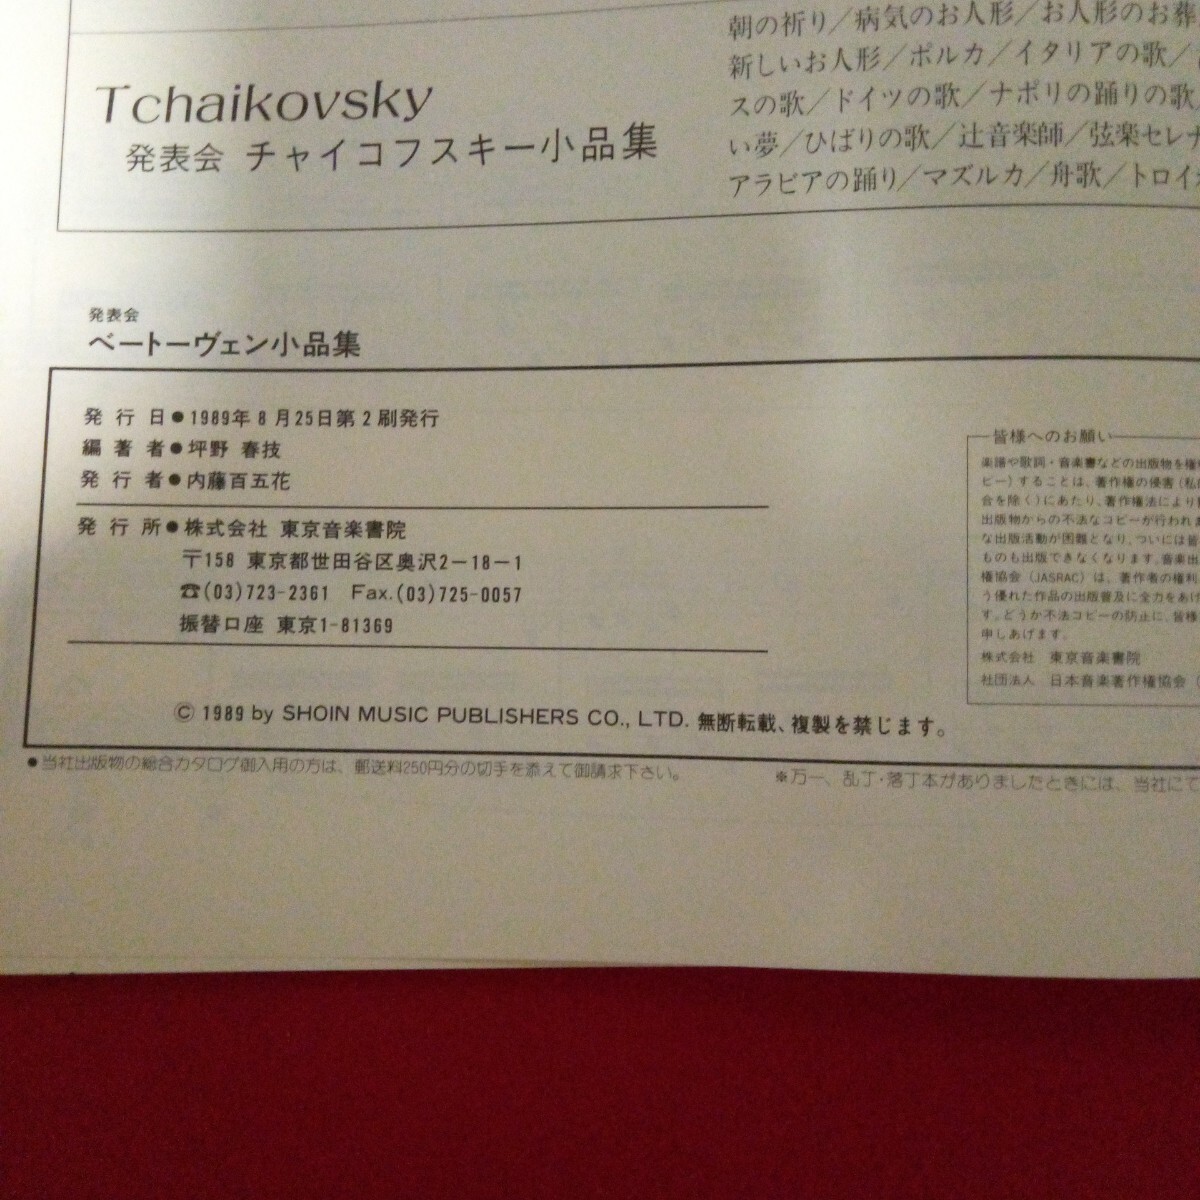 朝の祈り／病気のお人形／お人形のお葬
新しいお人形／ポルカ／イタリアの歌／
スの歌／ドイツの歌／ナポリの踊りの歌
い夢／ひばりの歌／辻音楽師／弦楽セレナ
アラビアの踊り／マズルカ／舟歌／トロイカ
Tchaikovsky
発表会 チャイコフスキー小品集
発表会
ベートーヴェン小品集
発行日●1989年8月25日第2刷発行
編著者●坪野 春技
発行者●内藤百五花
発行所●株式会社 東京音楽書院
〒158 東京都世田谷区奥沢2-18-1
☎(03)723-2361 Fax.(03)725-0057
振替口座 東京1-81369
© 1989 by SHOIN MUSIC PUBLISHERS CO., LTD. 無断転載、複製を禁じます。
皆様へのお願い
楽譜や歌詞・音楽書などの出版物を権
ピー)することは、著作権の侵害(私
会を除く)にあたり、著作権法により
出版物からの不法なコピーが行われま
な出版活動が困難となり、ついには皆
ものも出版できなくなります。音楽出
権協会(JASRAC)は、著作者の権利
う優れた作品の出版普及に全力をあげ
す。どうか不法コピーの防止に、皆様
申しあげます。
株式会社 東京音楽書院
社団法人 日本音楽著作権協会(
●当社出版物の総合カタログ御入用の方は、郵送料250円分の切手を添えて御請求下さい。
※万一、乱丁・落丁本がありましたときには、当社にて